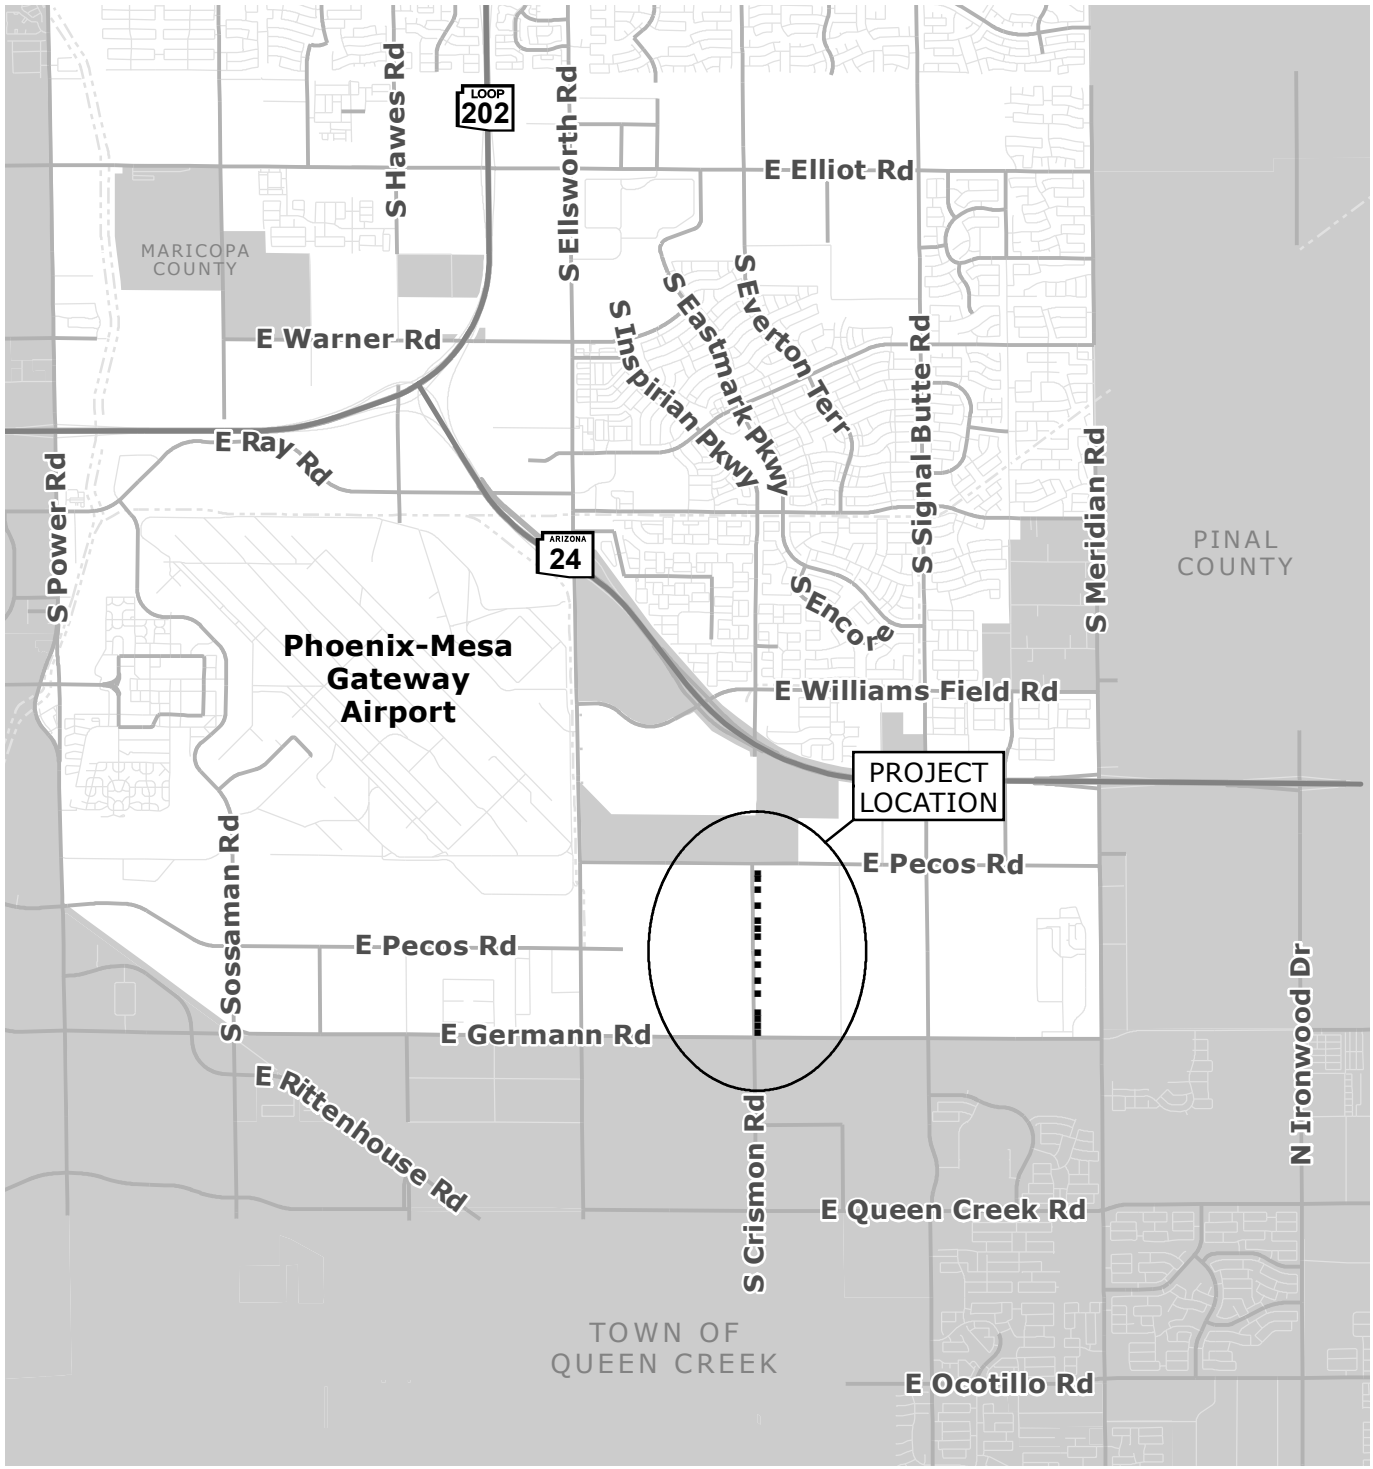 S Hawes Rd
LOOP
202
S Ellsworth Rd
E Elliot Rd
MARICOPA
COUNTY
S Inspirian Pkwy
S Eastmark Pkwy
S Everton Terr
E Warner Rd
S Signal Butte Rd
E Ray Rd
S Power Rd
S Meridian Rd
ARIZONA
24
PINAL
COUNTY
S Encore
Phoenix-Mesa
Gateway
Airport
E Williams Field Rd
PROJECT
LOCATION
S Sossaman Rd
E Pecos Rd
E Pecos Rd
N Ironwood Dr
E Germann Rd
E Rittenhouse Rd
S Crismon Rd
E Queen Creek Rd
TOWN OF
QUEEN CREEK
E Ocotillo Rd